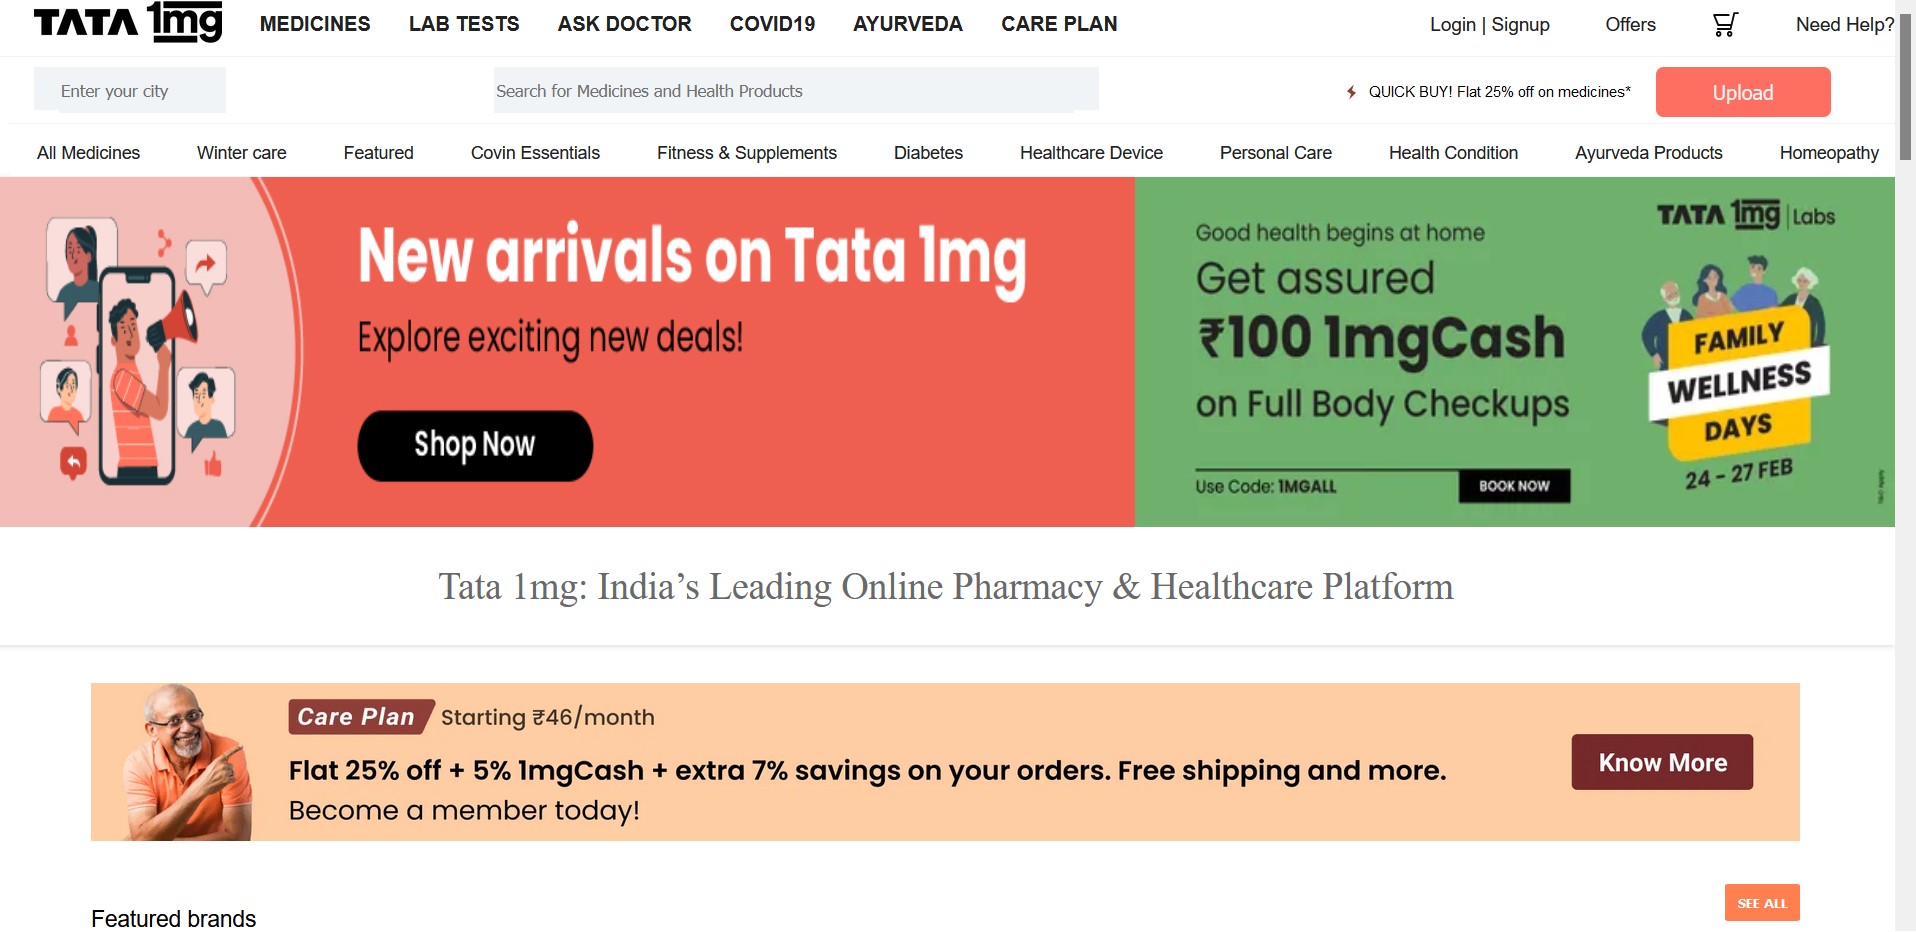 TATA 1mg MEDICINES LAB TESTS ASK DOCTOR COVID19 AYURVEDA CARE PLAN Login | Signup Offers Need Help?
Enter your city Search for Medicines and Health Products QUICK BUY! Flat 25% off on medicines* Upload
All Medicines Winter care Featured Covin Essentials Fitness & Supplements Diabetes Healthcare Device Personal Care Health Condition Ayurveda Products Homeopathy
New arrivals on Tata 1mg
Explore exciting new deals!
Shop Now
TATA 1mg | Labs
Good health begins at home
Get assured
₹100 1mgCash
on Full Body Checkups
Use Code: 1MGALL BOOK NOW
FAMILY
WELLNESS
DAYS
24 - 27 FEB
Tata 1mg: India’s Leading Online Pharmacy & Healthcare Platform
Care Plan Starting ₹46/month
Flat 25% off + 5% 1mgCash + extra 7% savings on your orders. Free shipping and more.
Become a member today!
Know More
Featured brands SEE ALL